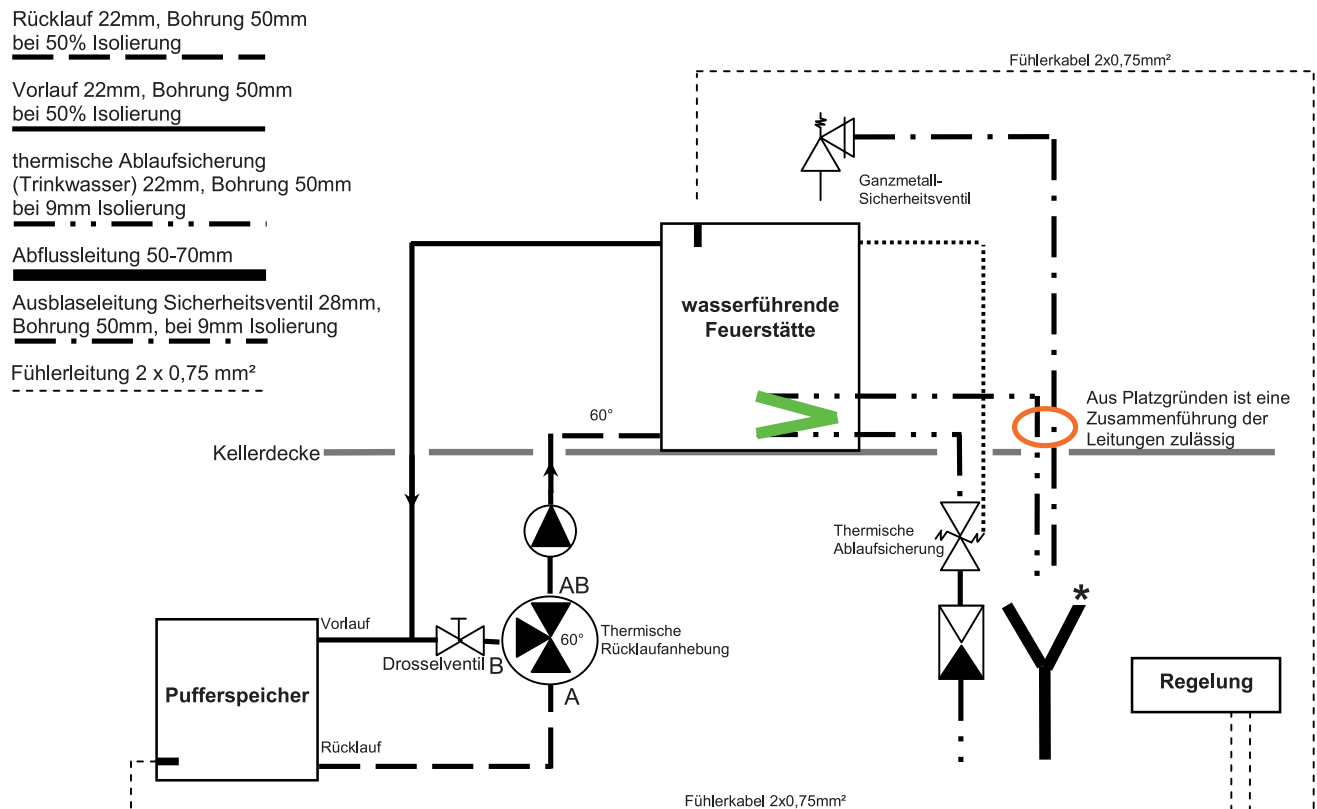 Rücklauf 22mm, Bohrung 50mm
bei 50% Isolierung
Vorlauf 22mm, Bohrung 50mm
bei 50% Isolierung
thermische Ablaufsicherung
(Trinkwasser) 22mm, Bohrung 50mm
bei 9mm Isolierung
Abflussleitung 50-70mm
Ausblaseleitung Sicherheitsventil 28mm,
Bohrung 50mm, bei 9mm Isolierung
Fühlerleitung 2 x 0,75 mm²
Fühlerkabel 2x0,75mm²
Ganzmetall-
Sicherheitsventil
wasserführende
Feuerstätte
Aus Platzgründen ist eine
Zusammenführung der
Leitungen zulässig
60°
Kellerdecke
Thermische
Ablaufsicherung
AB
*
Vorlauf
60°
Thermische
Rücklaufanhebung
Drosselventil
B
A
Pufferspeicher
Regelung
Rücklauf
Fühlerkabel 2x0,75mm²